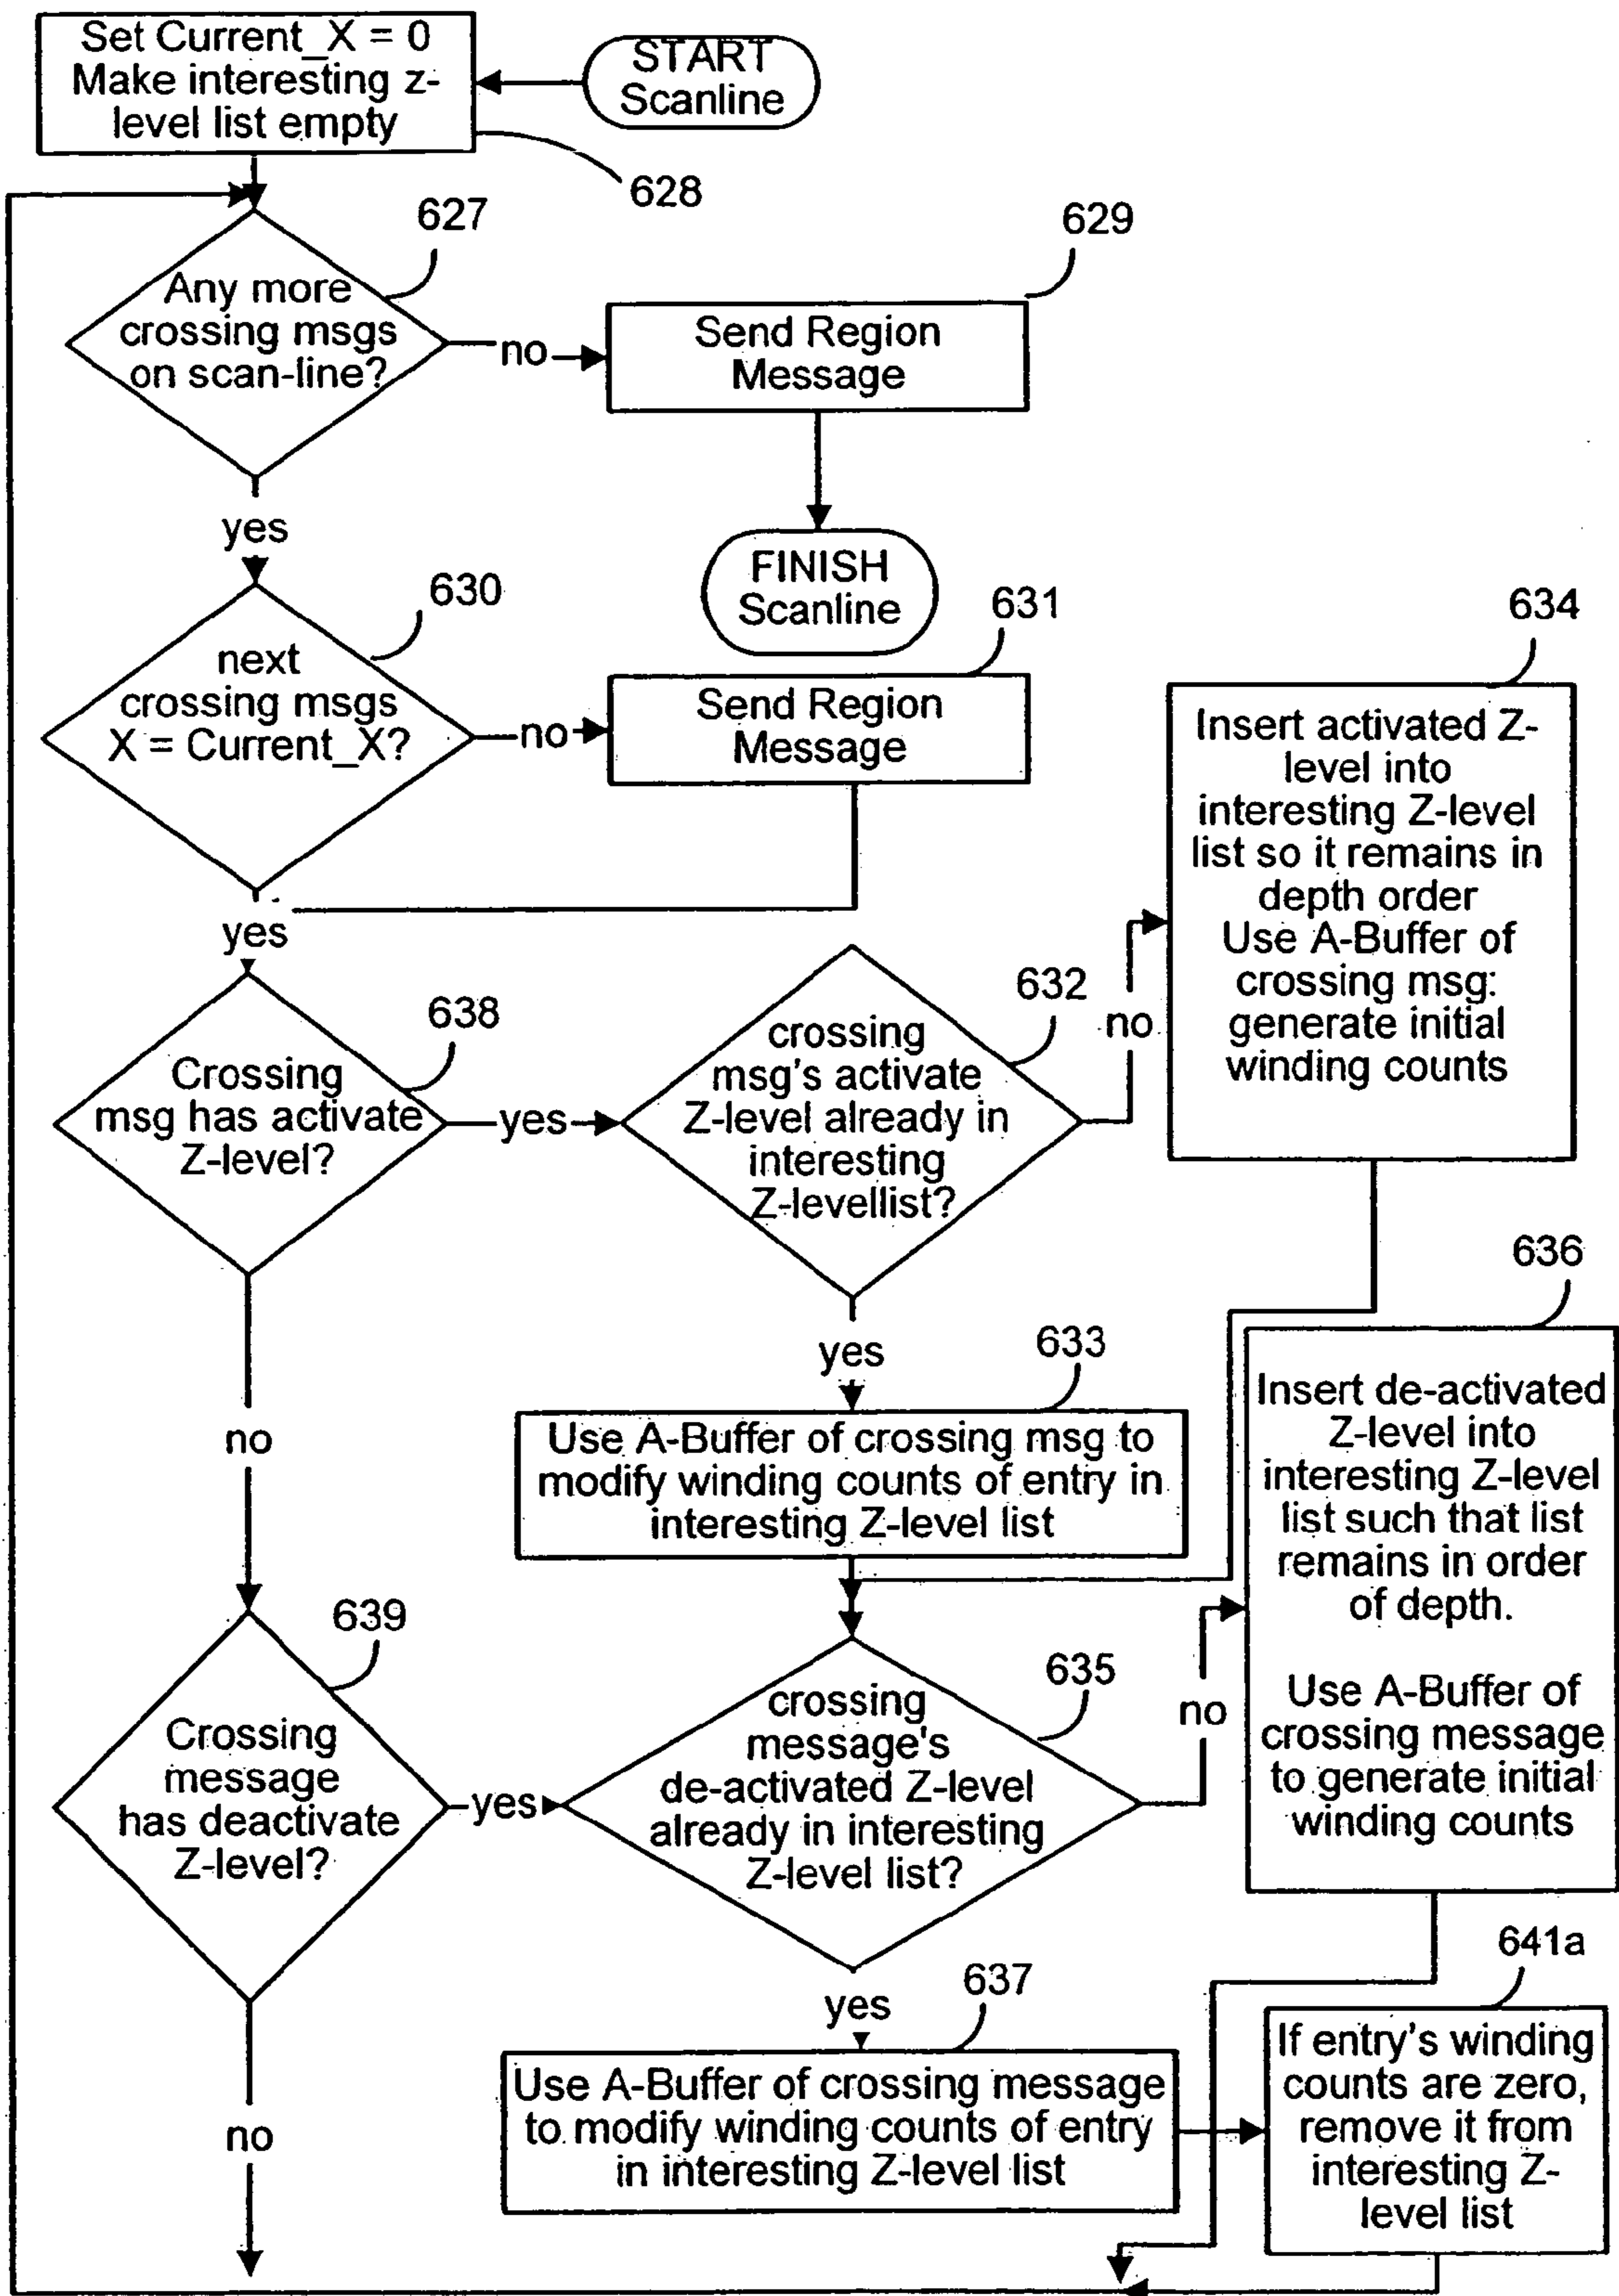 Set Current_X = 0
Make interesting z-
level list empty
START
Scanline
628
627
629
Any more
crossing msgs
on scan-line?
no
Send Region
Message
yes
FINISH
Scanline
630
631
634
next
crossing msgs
X = Current_X?
no
Send Region
Message
Insert activated Z-
level into
interesting Z-level
list so it remains in
depth order
Use A-Buffer of
crossing msg:
generate initial
winding counts
yes
638
632
Crossing
msg has activate
Z-level?
yes
crossing
msg's activate
Z-level already in
interesting
Z-levellist?
no
636
yes
633
no
Use A-Buffer of crossing msg to
modify winding counts of entry in
interesting Z-level list
Insert de-activated
Z-level into
interesting Z-level
list such that list
remains in order
of depth.
Use A-Buffer of
crossing message
to generate initial
winding counts
639
635
Crossing
message
has deactivate
Z-level?
yes
crossing
message's
de-activated Z-level
already in interesting
Z-level list?
no
641a
yes
637
Use A-Buffer of crossing message
to modify winding counts of entry
in interesting Z-level list
If entry's winding
counts are zero,
remove it from
interesting Z-
level list
no